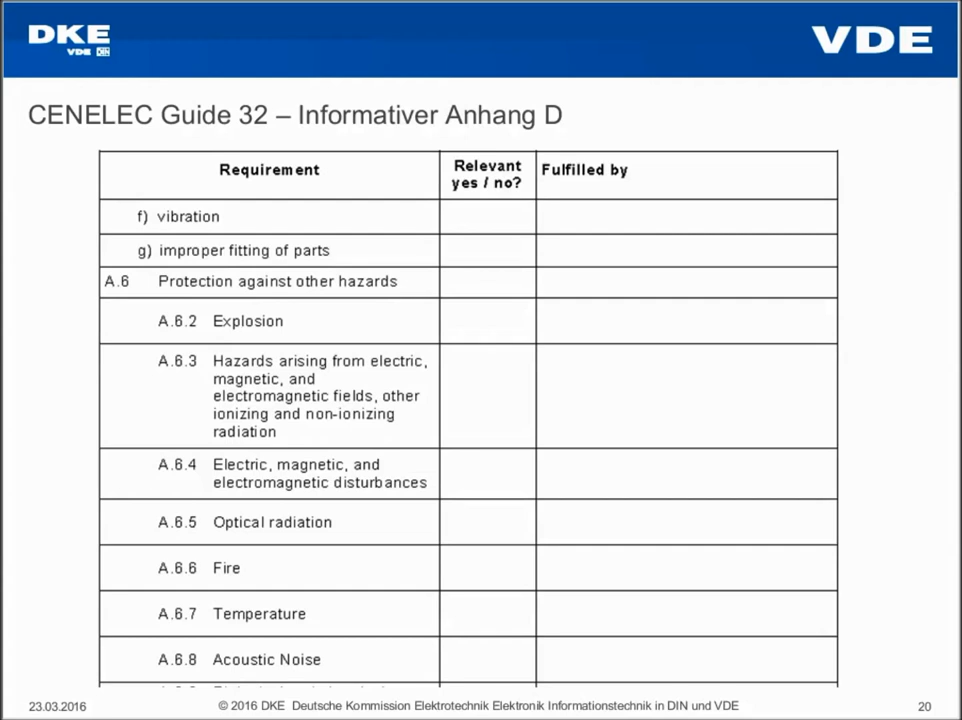 DKE
VDE DIN
VDE
CENELEC Guide 32 – Informativer Anhang D
Requirement
Relevant
yes / no?
Fulfilled by
f) vibration
g) improper fitting of parts
A.6 Protection against other hazards
A.6.2 Explosion
A.6.3 Hazards arising from electric,
magnetic, and
electromagnetic fields, other
ionizing and non-ionizing
radiation
A.6.4 Electric, magnetic, and
electromagnetic disturbances
A.6.5 Optical radiation
A.6.6 Fire
A.6.7 Temperature
A.6.8 Acoustic Noise
23.03.2016
© 2016 DKE Deutsche Kommission Elektrotechnik Elektronik Informationstechnik in DIN und VDE
20